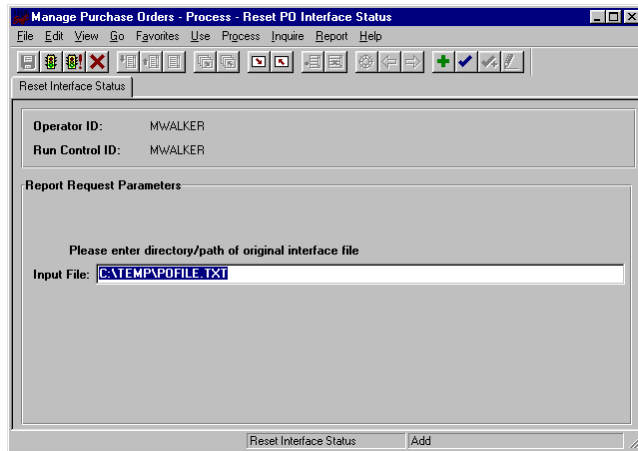 Manage Purchase Orders - Process - Reset PO Interface Status
File Edit View Go Favorites Use Process Inquire Report Help
Reset Interface Status
Operator ID: MWALKER
Run Control ID: MWALKER
Report Request Parameters
Please enter directory/path of original interface file
Input File: C:\TEMP\POFILE.TXT
Reset Interface Status Add